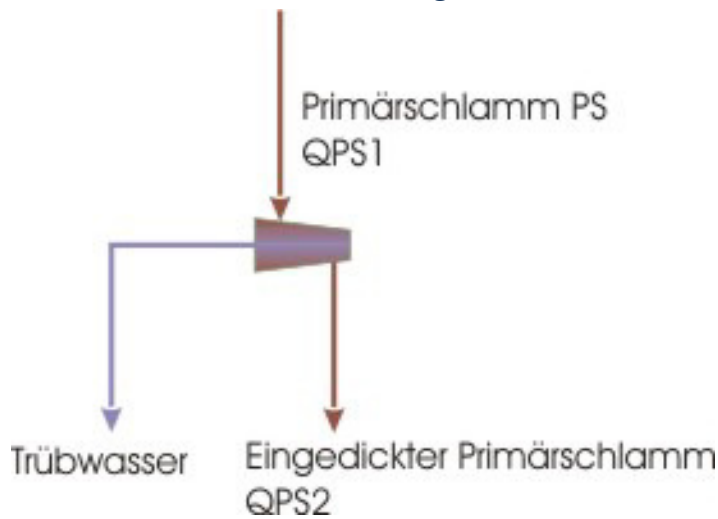 Primärschlamm PS
QPS1
Trübwasser
Eingedickter Primärschlamm
QPS2